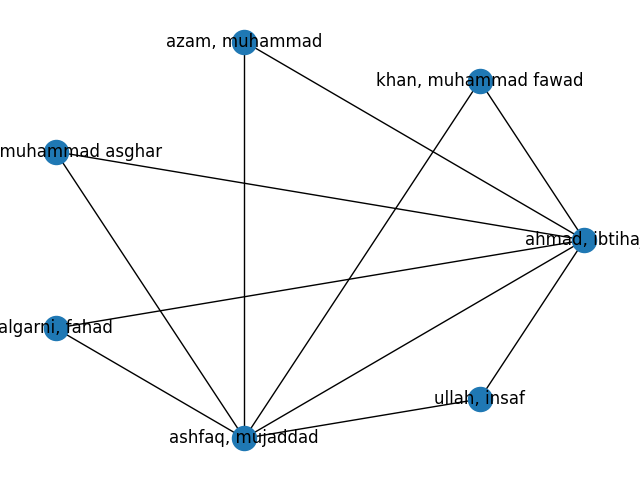 azam, muhammad
khan, muhammad fawad
muhammad asghar
ahmad, ibtiha
algarni, fahad
ullah, insaf
ashfaq, mujaddad